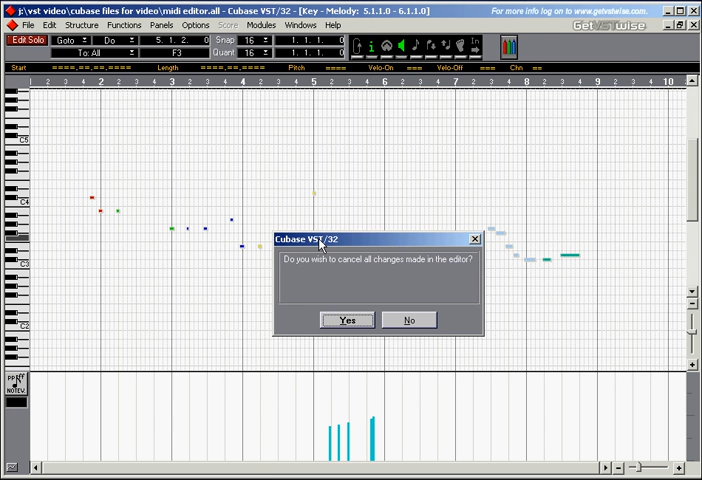 j:\vst video\cubase files for video\midi editor.all - Cubase VST/32 - [Key - Melody: 5.1.1.0 - 6.1.1.0]
For more info log on to www.getvstwise.com
File Edit Structure Functions Panels Options Score Modules Windows Help
GetVSTwise
Edit Solo Goto Do 5. 1. 2. 0 Snap 16 1. 1. 1. 0
To: All F3 Quant 16 1. 1. 1. 0
In
Start ====.==.==.==== Length ====.==.==.==== Pitch ==== Velo-On === Velo-Off === Chn ==
2 3 4 2 2 3 4 3 2 3 4 4 2 3 4 5 2 3 4 6 2 3 4 7 2 3 4 8 2 3 4 9 2 3 4 10 2
C5
C4
C3
C2
Cubase VST/32
Do you wish to cancel all changes made in the editor?
Yes No
NOTEV.